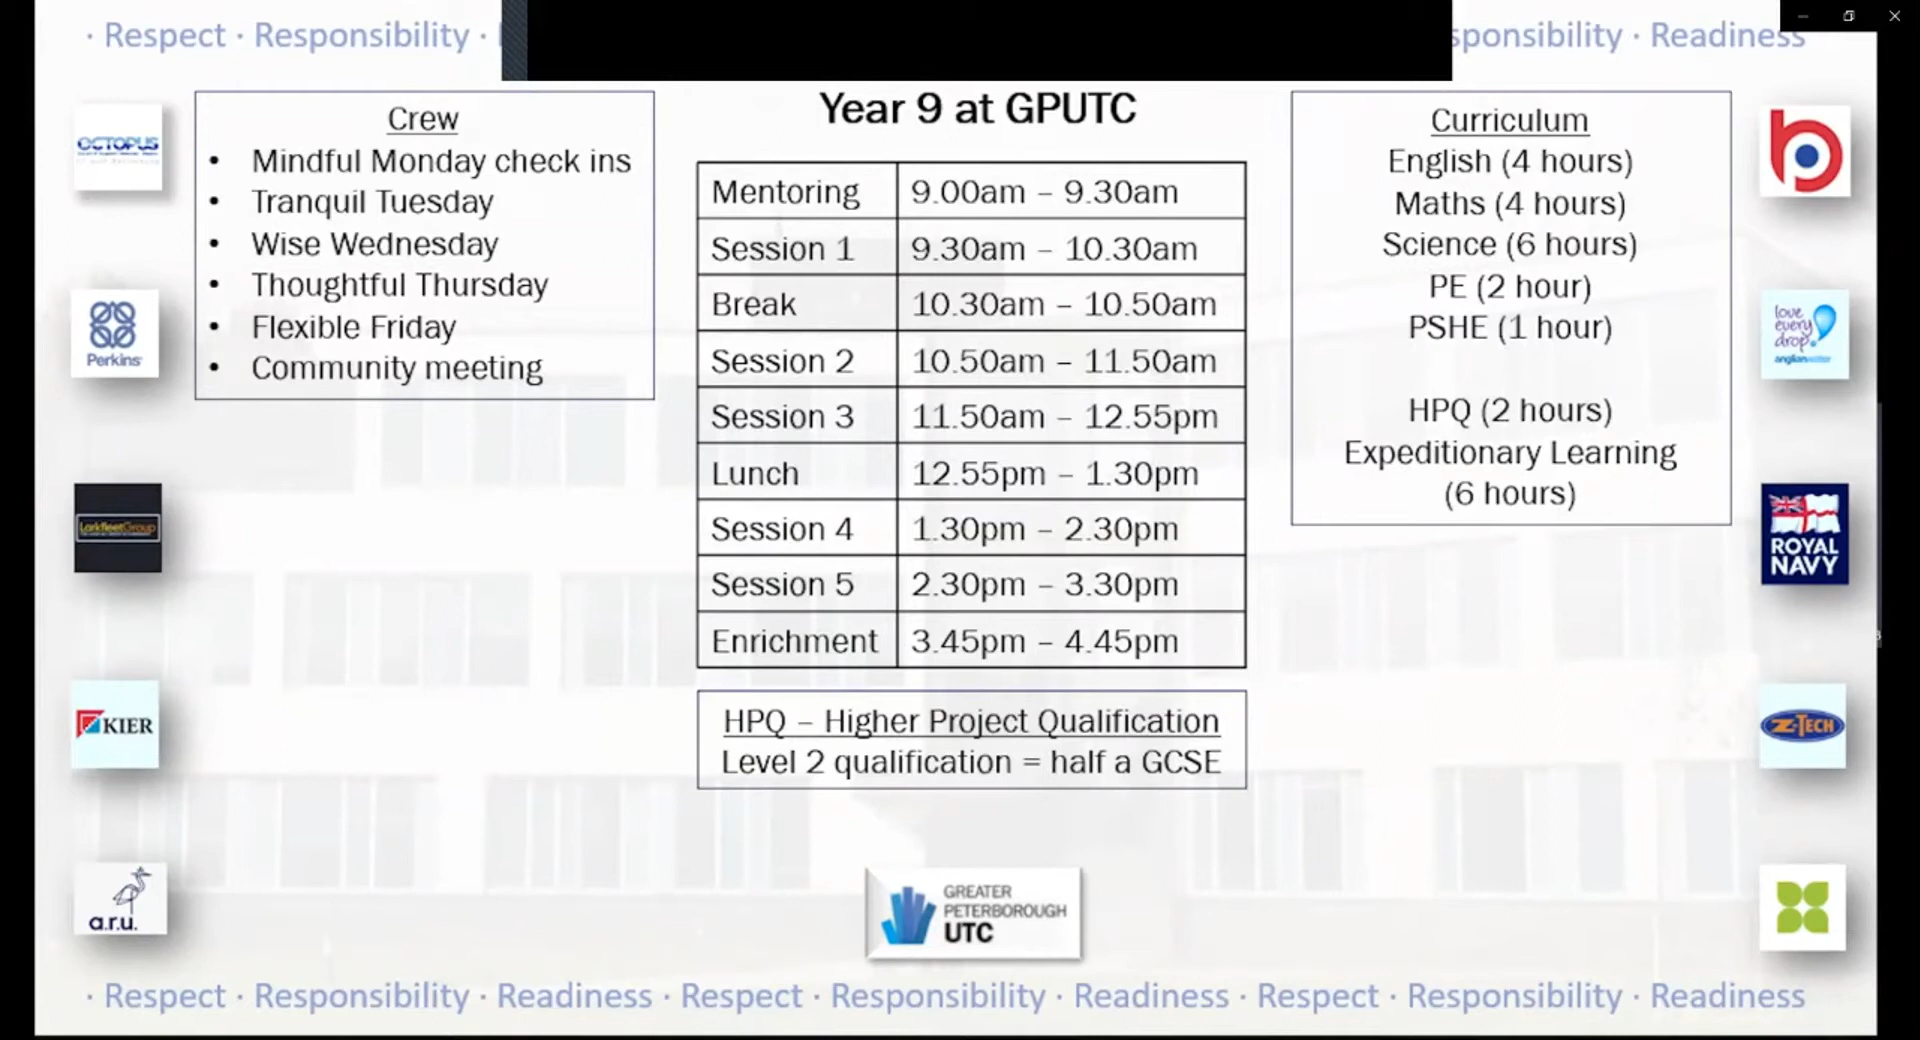 · Respect · Responsibility ·
sponsibility · Readiness
Year 9 at GPUTC
Crew
• Mindful Monday check ins
• Tranquil Tuesday
• Wise Wednesday
• Thoughtful Thursday
• Flexible Friday
• Community meeting
Mentoring 9.00am – 9.30am
Session 1 9.30am – 10.30am
Break 10.30am – 10.50am
Session 2 10.50am – 11.50am
Session 3 11.50am – 12.55pm
Lunch 12.55pm – 1.30pm
Session 4 1.30pm – 2.30pm
Session 5 2.30pm – 3.30pm
Enrichment 3.45pm – 4.45pm
HPQ – Higher Project Qualification
Level 2 qualification = half a GCSE
Curriculum
English (4 hours)
Maths (4 hours)
Science (6 hours)
PE (2 hour)
PSHE (1 hour)
HPQ (2 hours)
Expeditionary Learning
(6 hours)
OCTOPUS
Perkins
LarkfleetGroup
KIER
a.r.u.
b
love
every
drop
anglianwater
ROYAL
NAVY
Z-TECH
GREATER
PETERBOROUGH
UTC
· Respect · Responsibility · Readiness · Respect · Responsibility · Readiness · Respect · Responsibility · Readiness